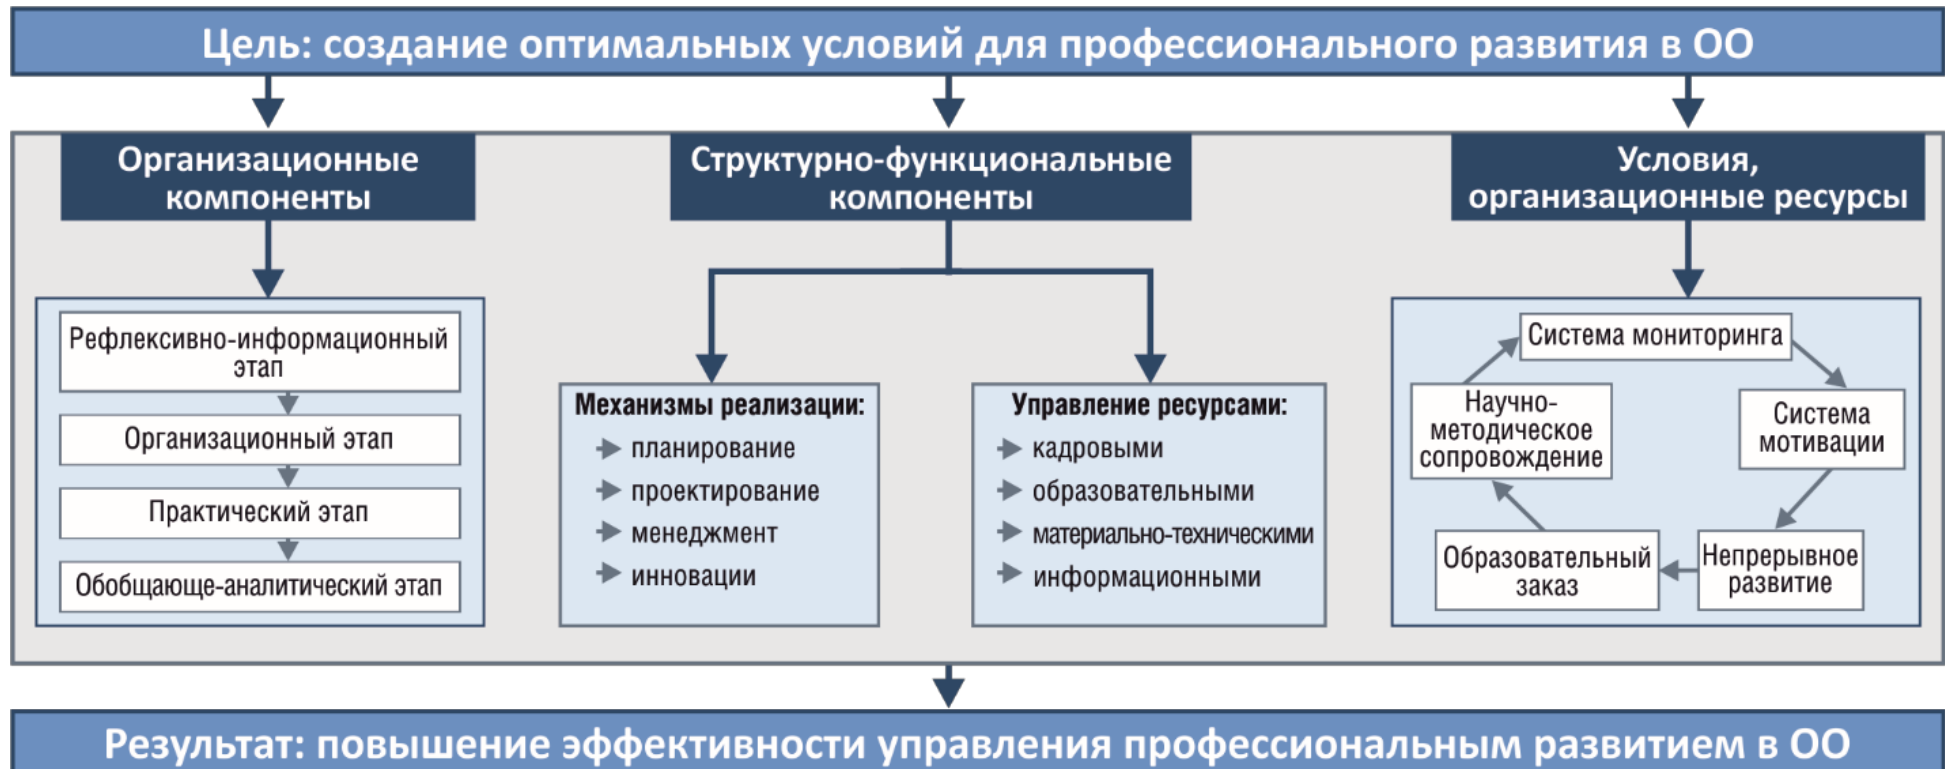 Цель: создание оптимальных условий для профессионального развития в ОО
Организационные
компоненты
Структурно-функциональные
компоненты
Условия,
организационные ресурсы
Рефлексивно-информационный
этап
Организационный этап
Практический этап
Обобщающе-аналитический этап
Механизмы реализации:
планирование
проектирование
менеджмент
инновации
Управление ресурсами:
кадровыми
образовательными
материально-техническими
информационными
Система мониторинга
Система
мотивации
Непрерывное
развитие
Образовательный
заказ
Научно-
методическое
сопровождение
Результат: повышение эффективности управления профессиональным развитием в ОО